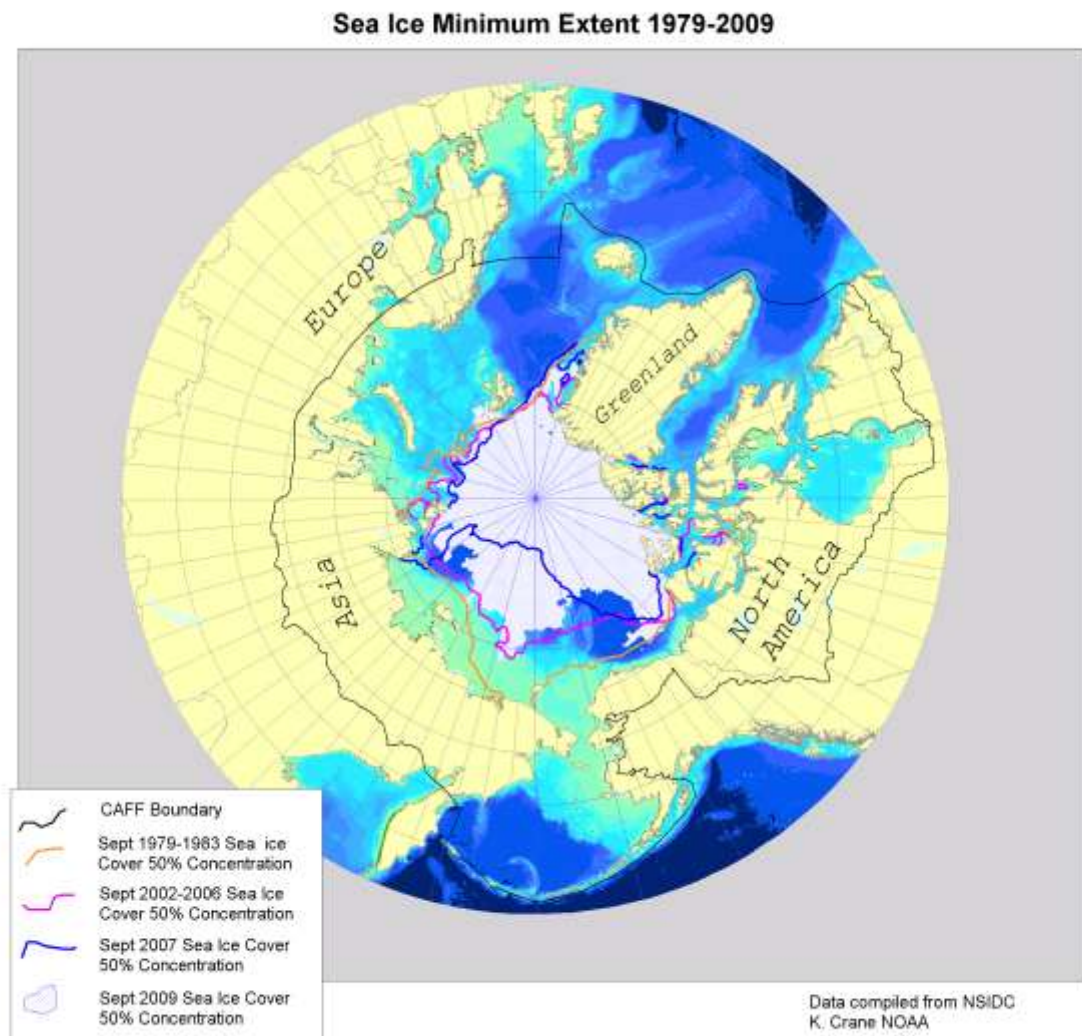 Sea Ice Minimum Extent 1979-2009
Europe
Greenland
Asia
North
America
CAFF Boundary
Sept 1979-1983 Sea ice
Cover 50% Concentration
Sept 2002-2006 Sea Ice
Cover 50% Concentration
Sept 2007 Sea Ice Cover
50% Concentration
Sept 2009 Sea Ice Cover
50% Concentration
Data compiled from NSIDC
K. Crane NOAA